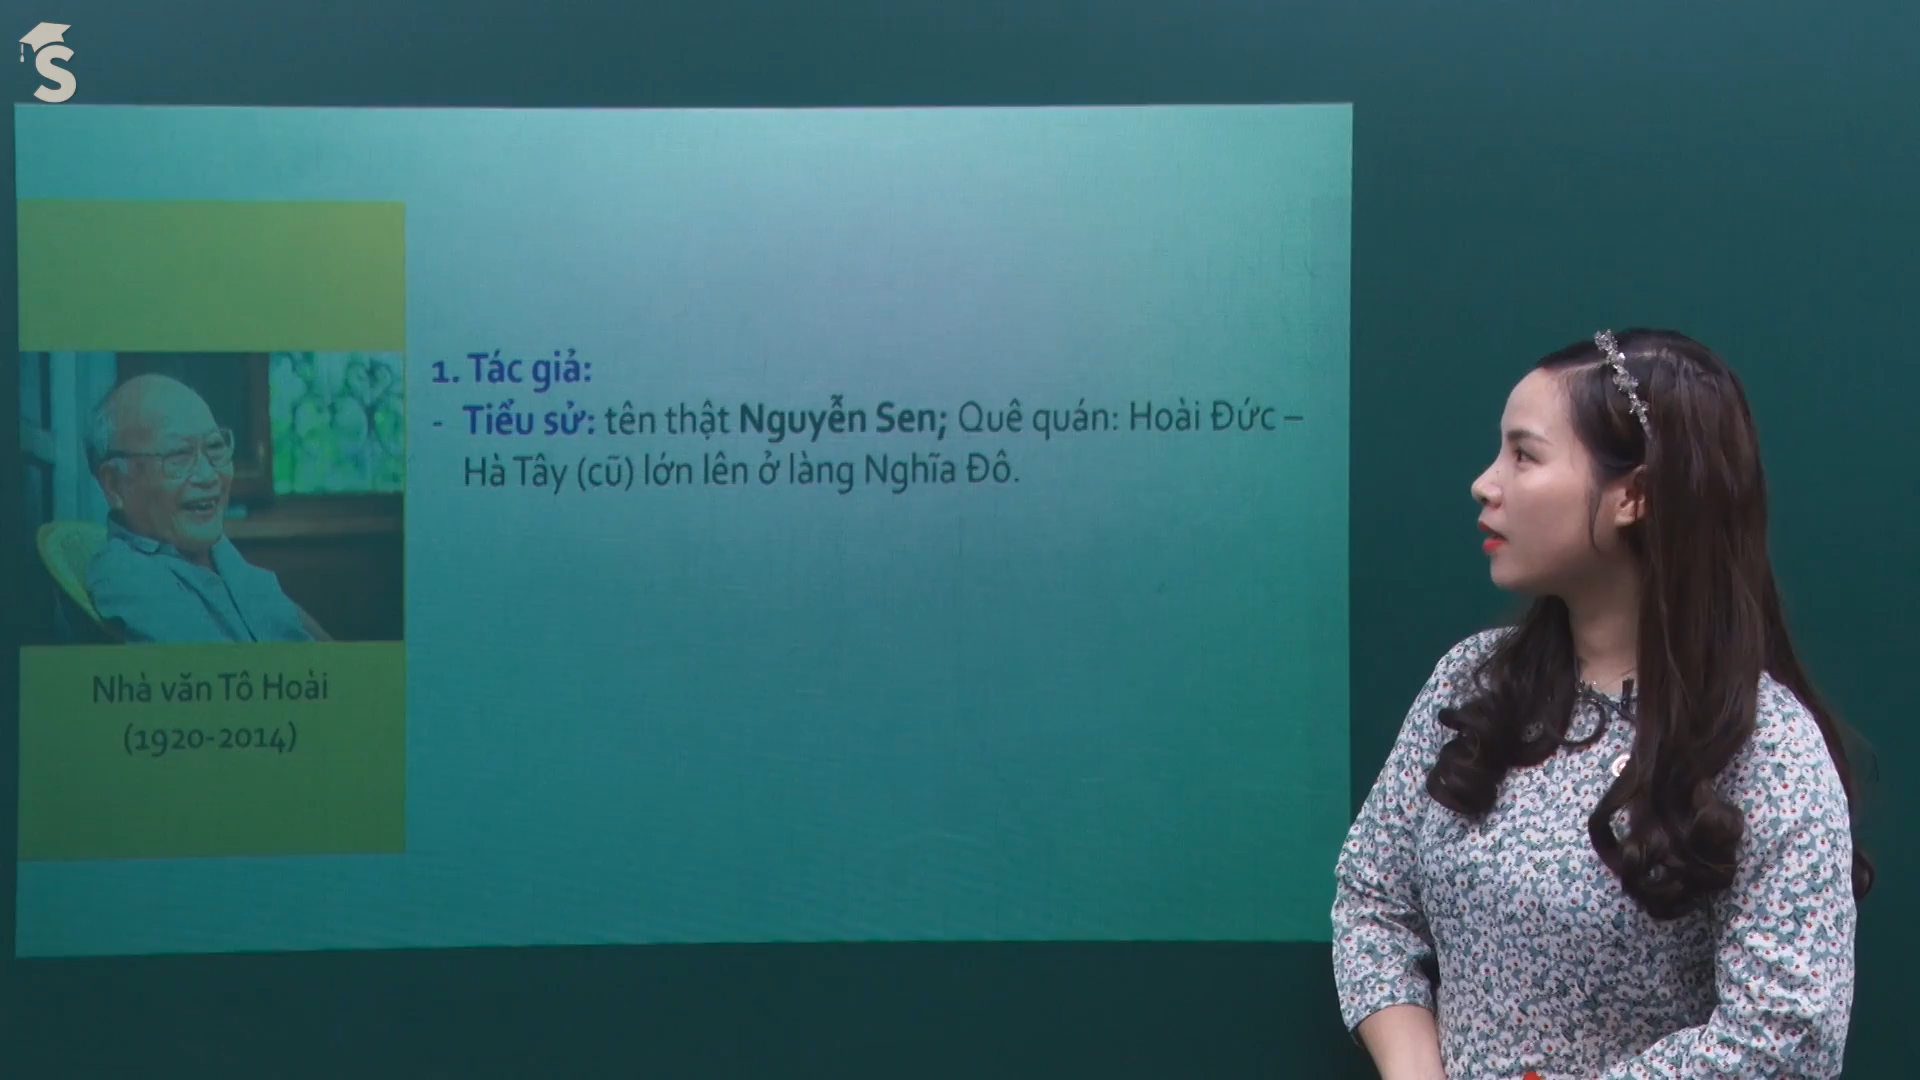 S
1. Tác giả:
- Tiểu sử: tên thật Nguyễn Sen; Quê quán: Hoài Đức –
Hà Tây (cũ) lớn lên ở làng Nghĩa Đô.
Nhà văn Tô Hoài
(1920-2014)